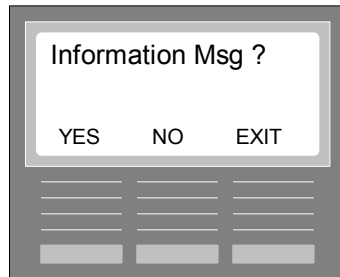 Information Msg ?
YES NO EXIT